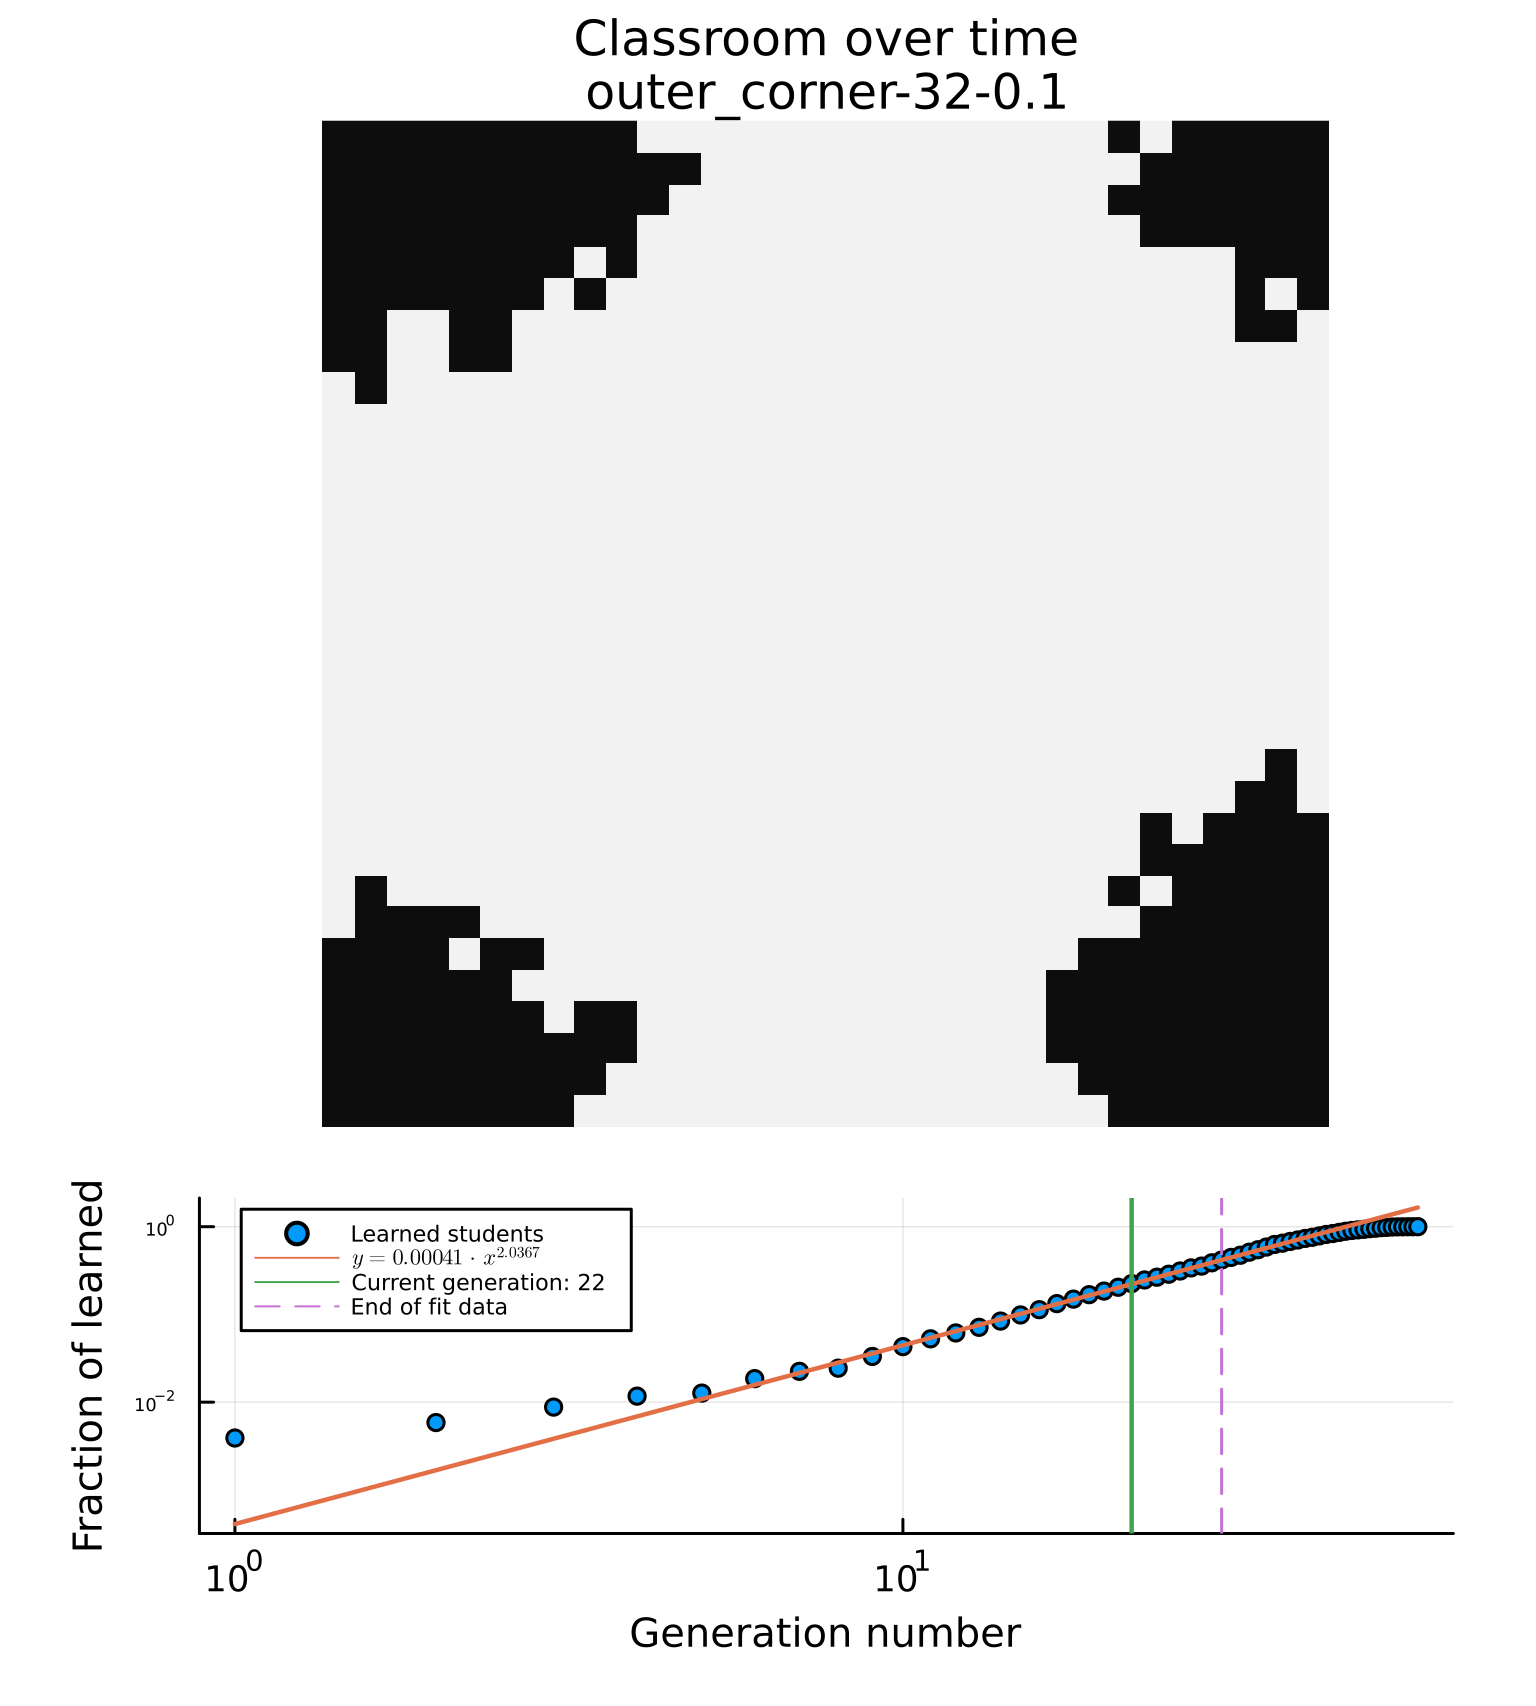 Classroom over time
outer_corner-32-0.1
Fraction of learned
10^0
10^{-2}
Learned students
y = 0.00041 · x^{2.0367}
Current generation: 22
End of fit data
10^0
10^1
Generation number